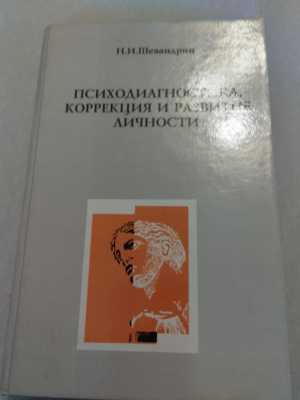 Н.И.Шевандрин
ПСИХОДИАГНОСТИКА,
КОРРЕКЦИЯ И РАЗВИТИЕ
ЛИЧНОСТИ